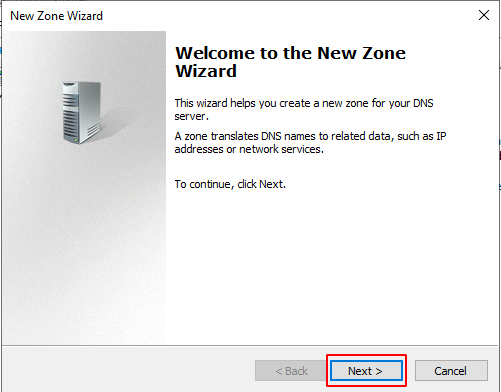 New Zone Wizard
Welcome to the New Zone
Wizard
This wizard helps you create a new zone for your DNS
server.
A zone translates DNS names to related data, such as IP
addresses or network services.
To continue, click Next.
< Back
Next >
Cancel